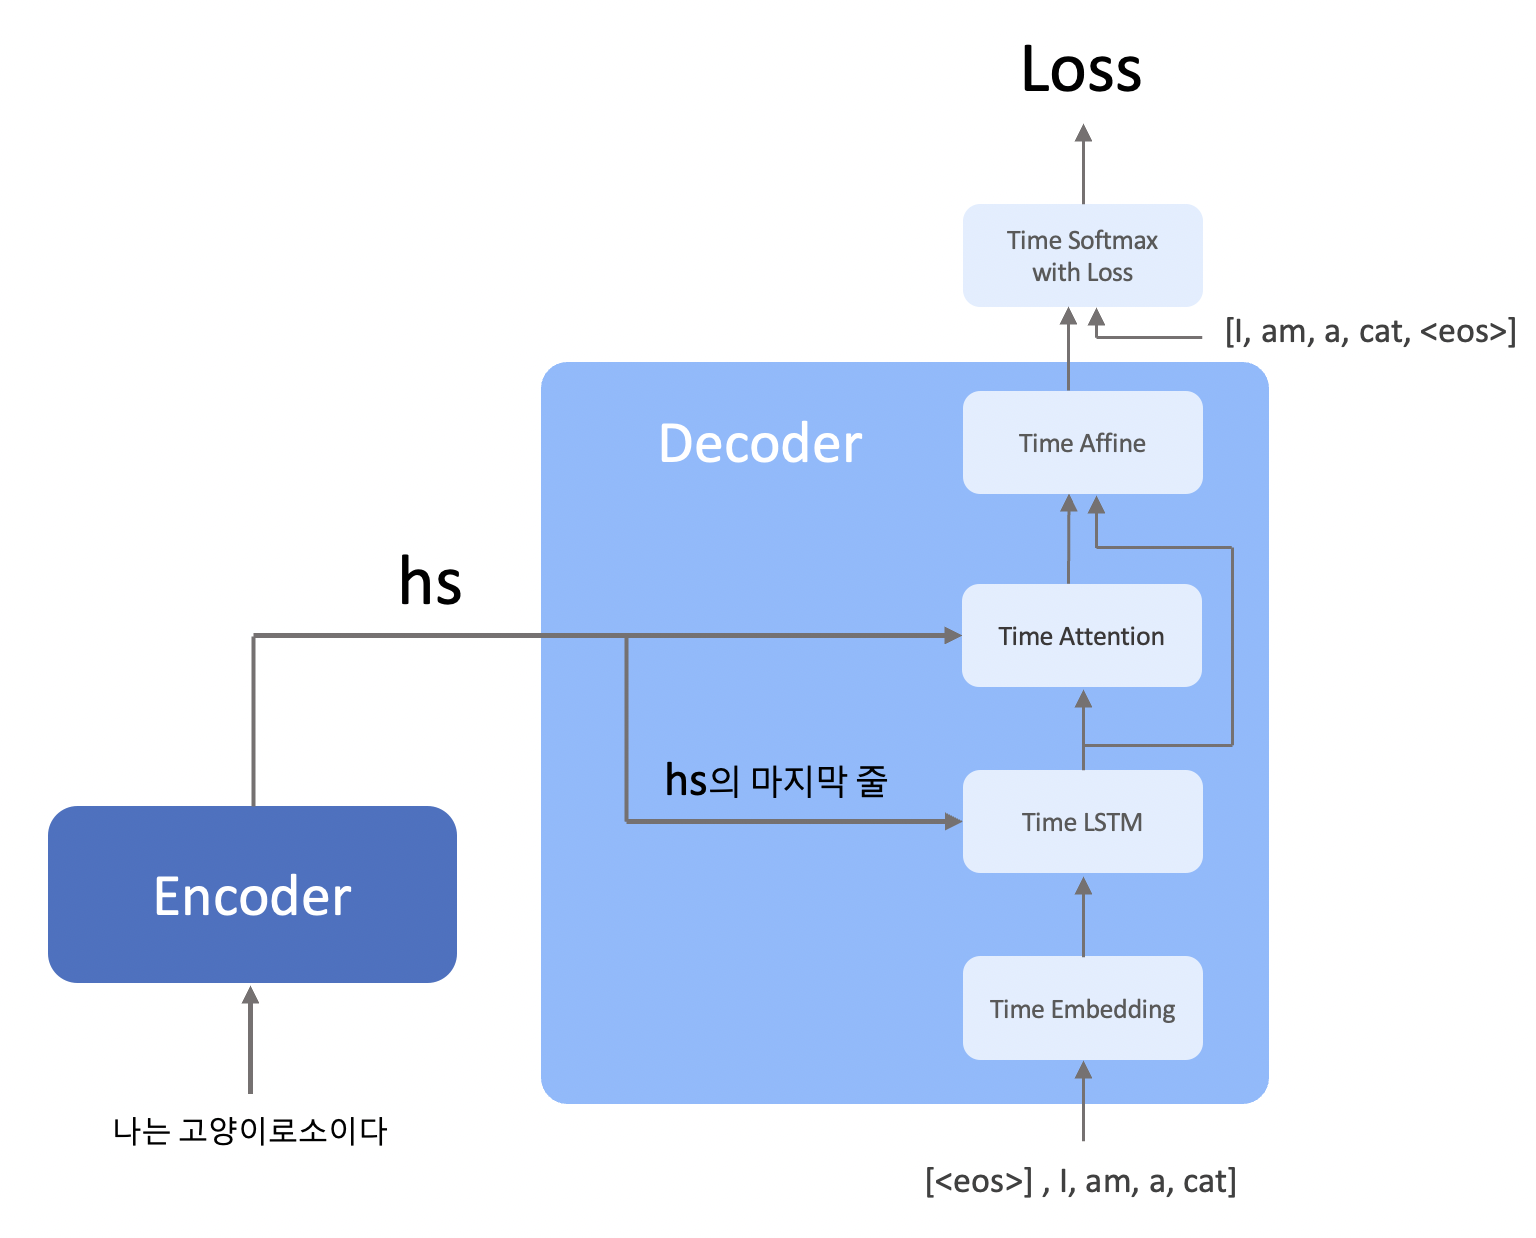 Loss
Time Softmax
with Loss
[I, am, a, cat, <eos>]
Decoder
Time Affine
hs
Time Attention
hs의 마지막 줄
Time LSTM
Encoder
Time Embedding
나는 고양이로소이다
[<eos>] , I, am, a, cat]